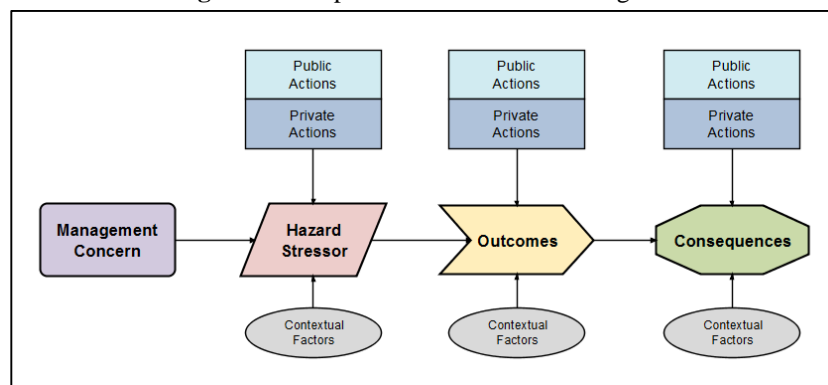 Public
Actions
Private
Actions
Public
Actions
Private
Actions
Public
Actions
Private
Actions
Management
Concern
Hazard
Stressor
Outcomes
Consequences
Contextual
Factors
Contextual
Factors
Contextual
Factors